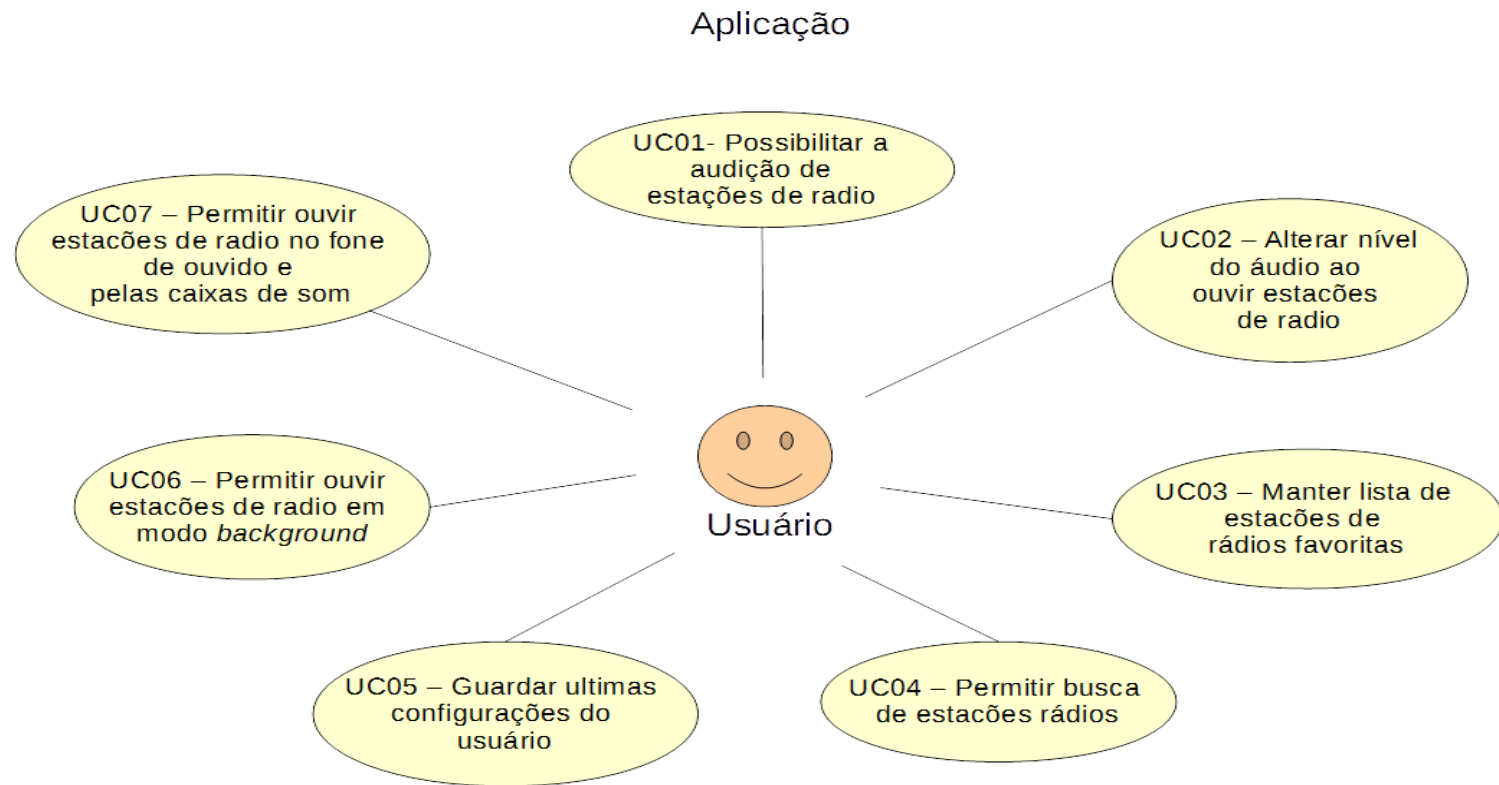 Aplicação
UC01- Possibilitar a
audição de
estações de radio
UC02 – Alterar nível
do áudio ao
ouvir estacões
de radio
UC03 – Manter lista de
estacões de
rádios favoritas
UC04 – Permitir busca
de estacões rádios
UC05 – Guardar ultimas
configurações do
usuário
UC06 – Permitir ouvir
estacões de radio em
modo background
UC07 – Permitir ouvir
estacões de radio no fone
de ouvido e
pelas caixas de som
Usuário